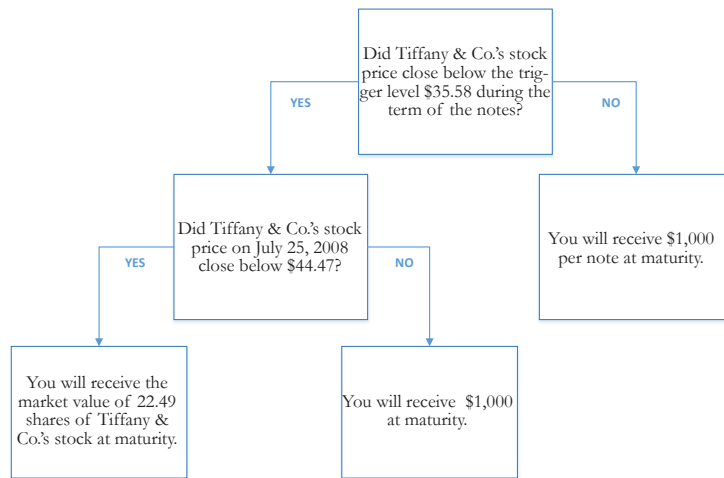 Did Tiffany & Co.'s stock
price close below the trig-
ger level $35.58 during the
term of the notes?
YES
NO
Did Tiffany & Co.'s stock
price on July 25, 2008
close below $44.47?
You will receive $1,000
per note at maturity.
YES
NO
You will receive the
market value of 22.49
shares of Tiffany &
Co.'s stock at maturity.
You will receive $1,000
at maturity.